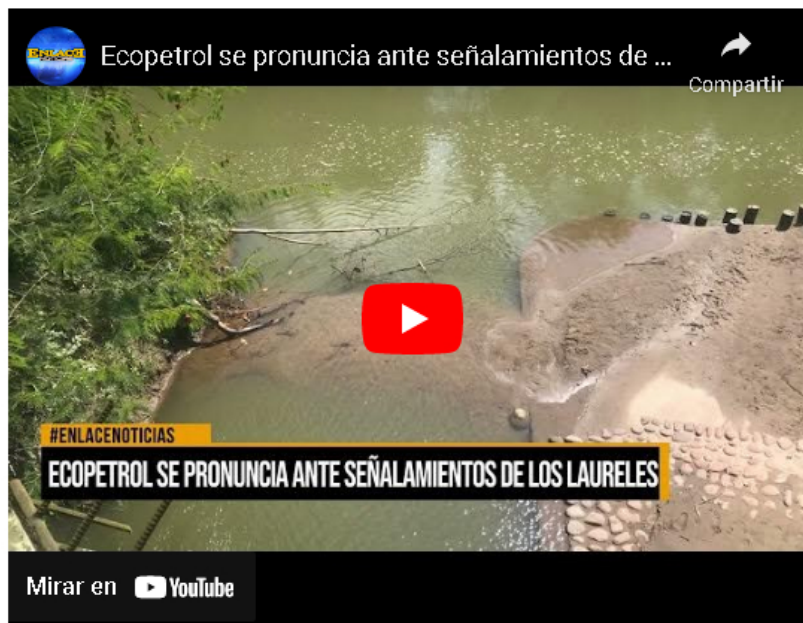 ENLACE
Ecopetrol se pronuncia ante señalamientos de ...
Compartir
#ENLACENOTICIAS
ECOPETROL SE PRONUNCIA ANTE SEÑALAMIENTOS DE LOS LAURELES
Mirar en YouTube